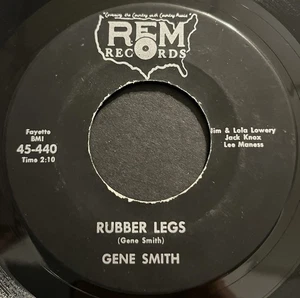 "Covering the Country with Country Music"
REM
RECORDS
Fayette
BMI
45-440
Time 2:10
Jim & Lola Lowery
Jack Knox
Lee Maness
RUBBER LEGS
(Gene Smith)
GENE SMITH